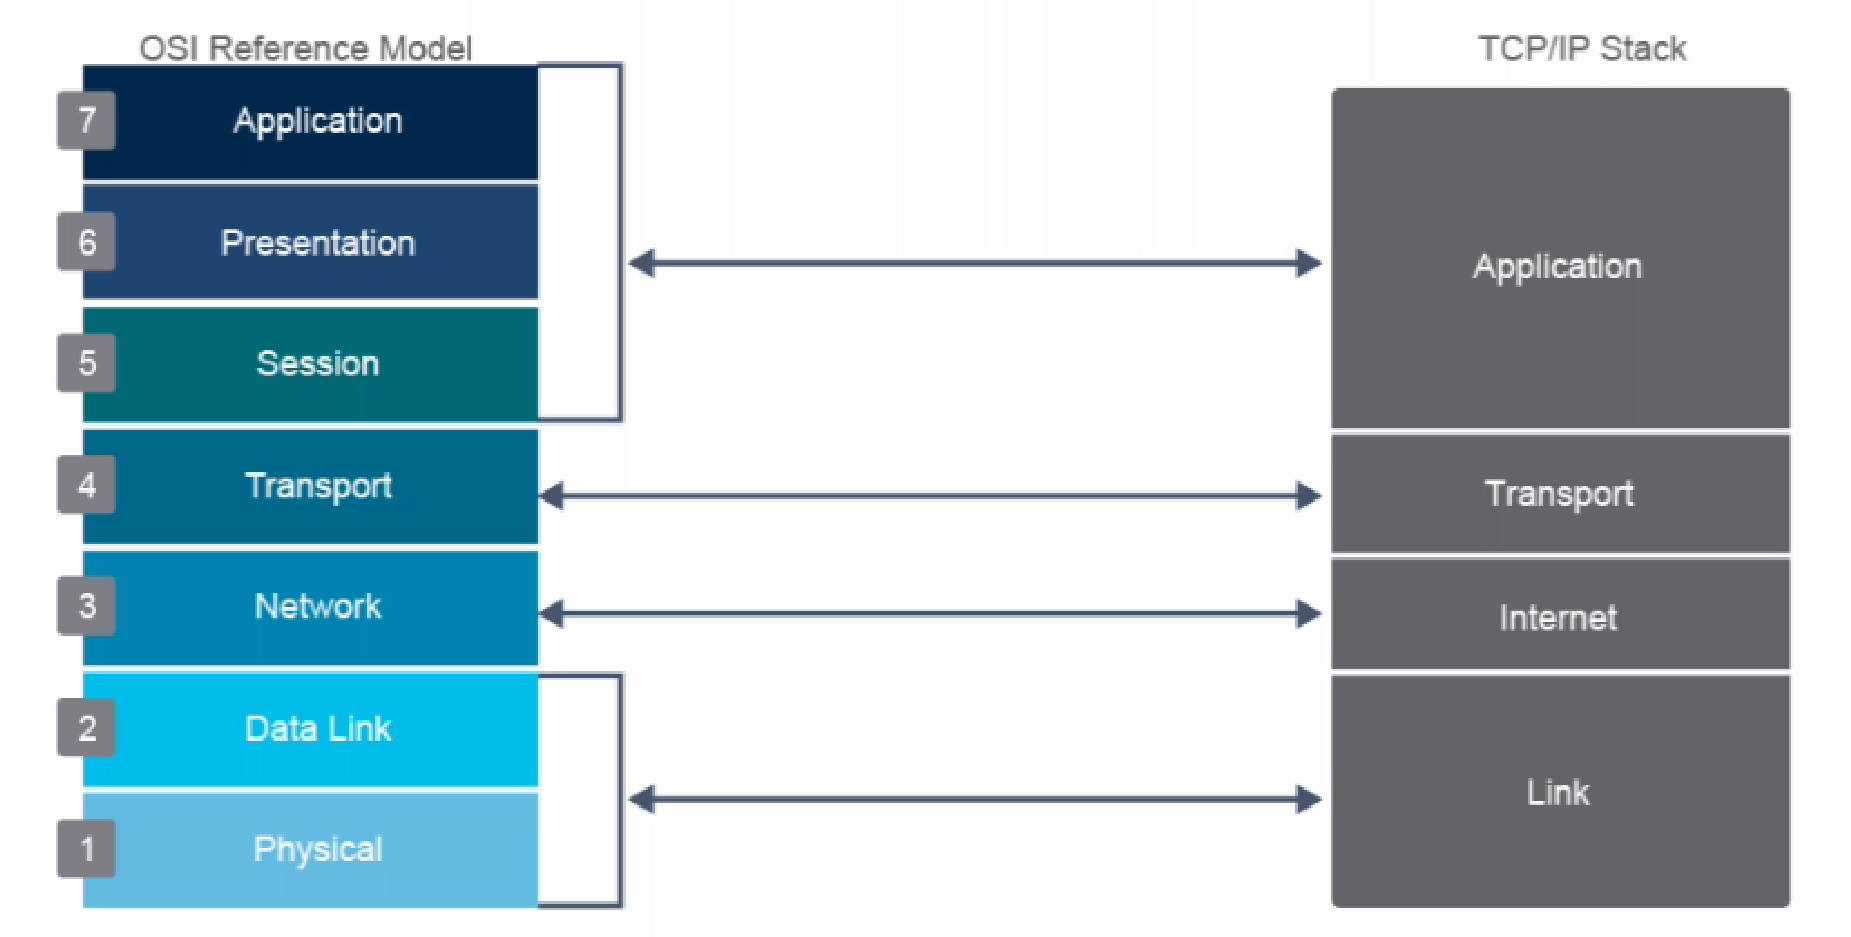 OSI Reference Model
7
Application
6
Presentation
5
Session
4
Transport
3
Network
2
Data Link
1
Physical
TCP/IP Stack
Application
Transport
Internet
Link